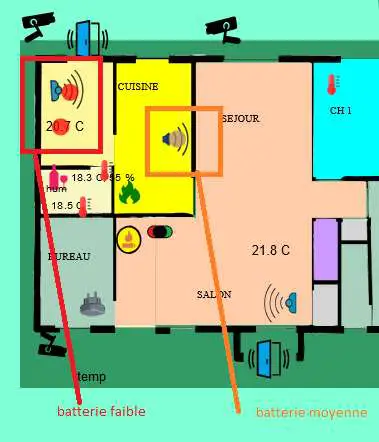 CUISINE
SEJOUR
CH 1
20.7 C
18.3 C/55 %
hum
18.5 C
BUREAU
21.8 C
SALON
temp
batterie faible
batterie moyenne